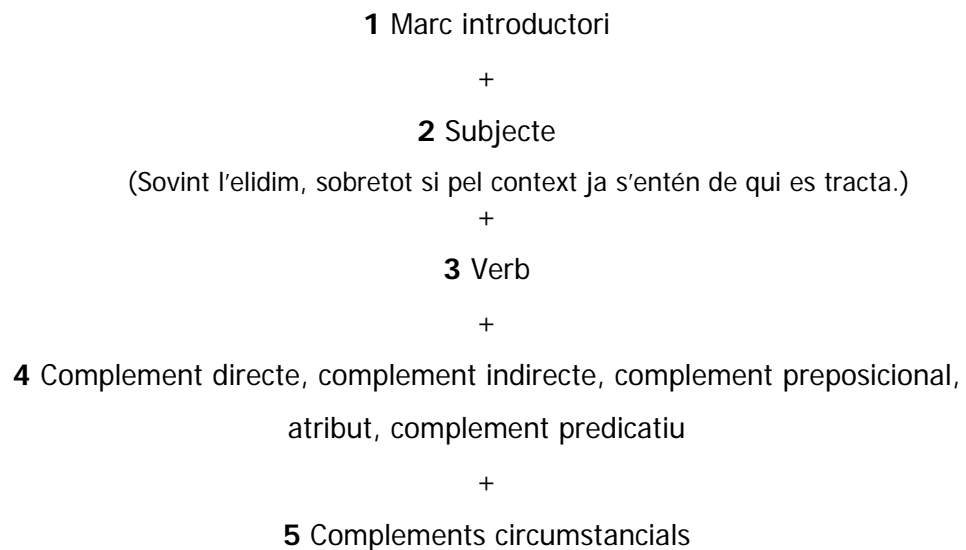 1 Marc introductori
+
2 Subjecte
(Sovint l'elidim, sobretot si pel context ja s'entén de qui es tracta.)
+
3 Verb
+
4 Complement directe, complement indirecte, complement preposicional,
atribut, complement predicatiu
+
5 Complements circumstancials